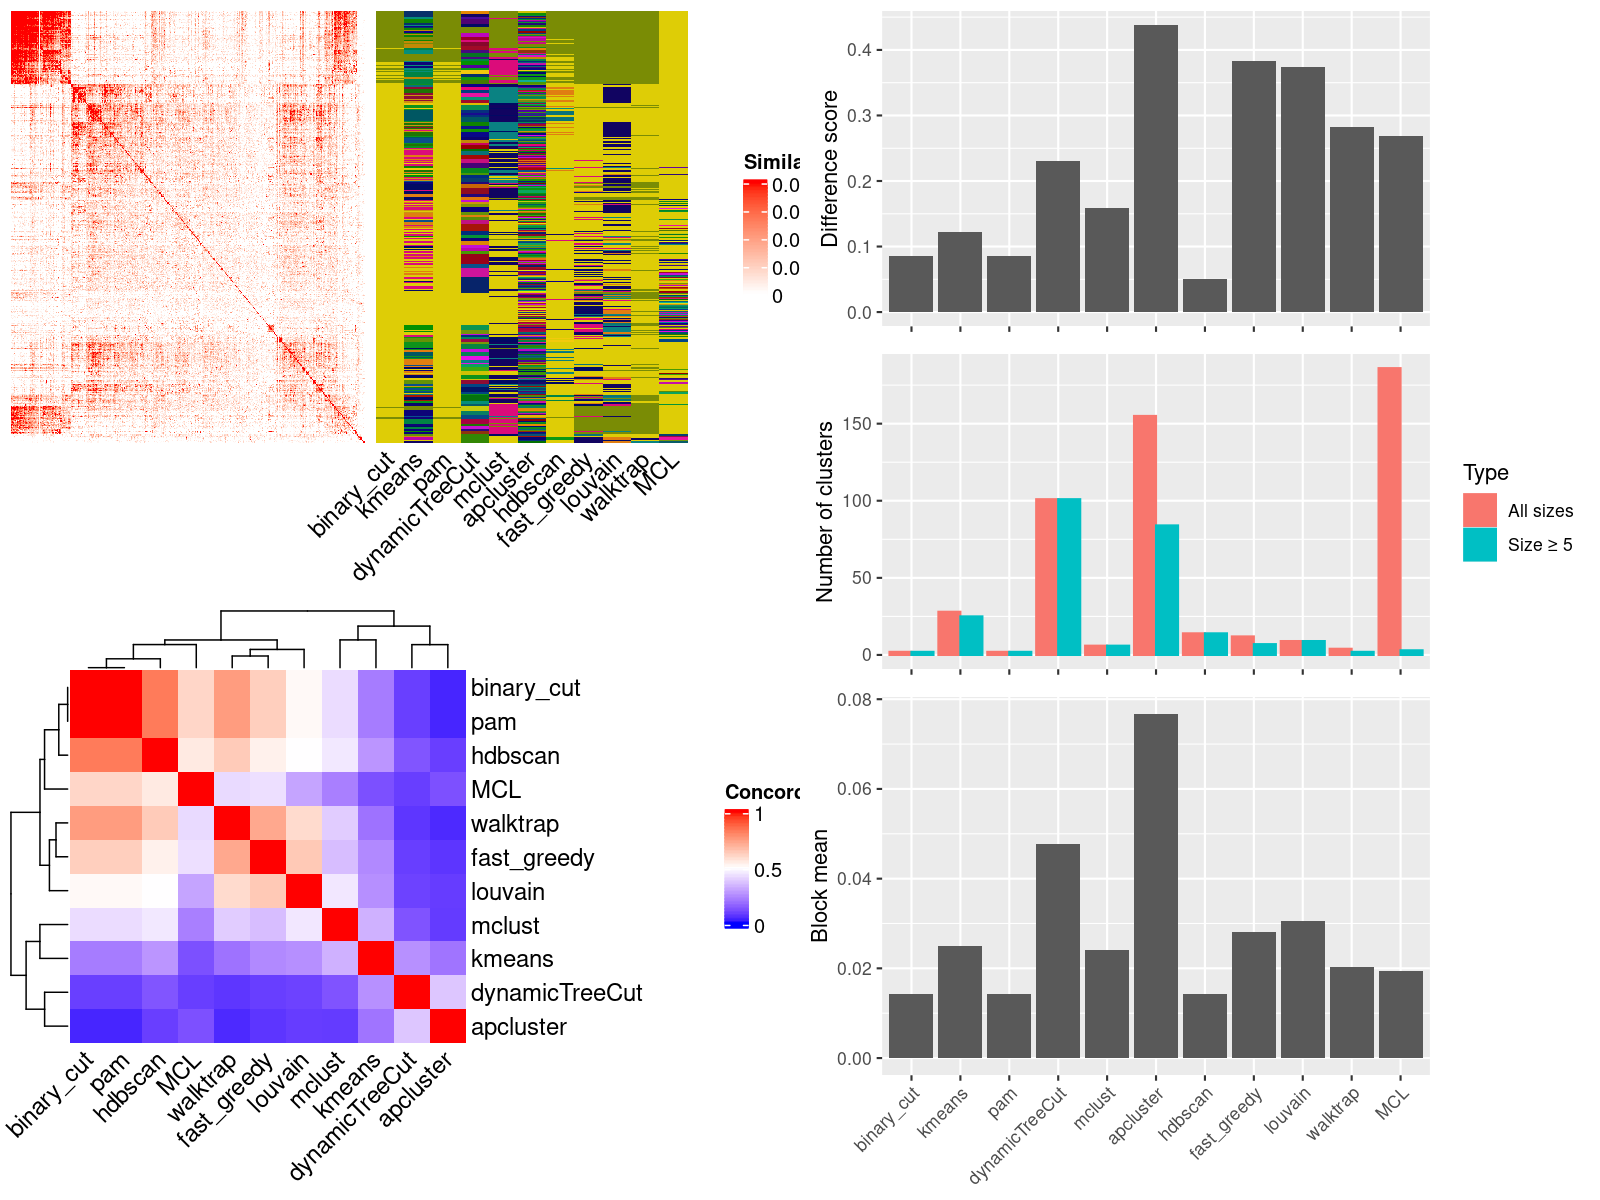 Simila
0.0
0.0
0.0
0.0
0
binary_cut
kmeans
pam
dynamicTreeCut
mclust
apcluster
hdbscan
fast_greedy
louvain
walktrap
MCL
binary_cut
pam
hdbscan
MCL
walktrap
fast_greedy
louvain
mclust
kmeans
dynamicTreeCut
apcluster
binary_cut
pam
hdbscan
MCL
walktrap
fast_greedy
louvain
mclust
kmeans
dynamicTreeCut
apcluster
Concord
1
0.5
0
Difference score
0.4
0.3
0.2
0.1
0.0
Number of clusters
150
100
50
0
Type
All sizes
Size ≥ 5
Block mean
0.08
0.06
0.04
0.02
0.00
binary_cut
kmeans
pam
dynamicTreeCut
mclust
apcluster
hdbscan
fast_greedy
louvain
walktrap
MCL